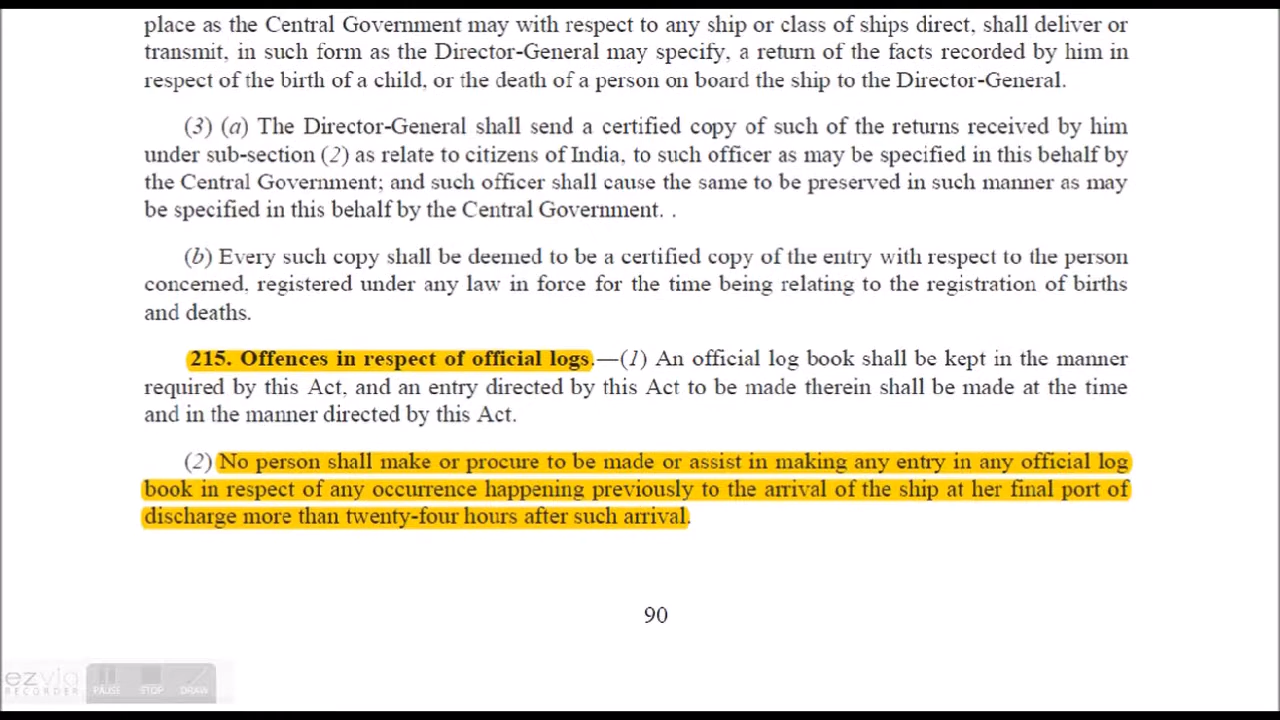 place as the Central Government may with respect to any ship or class of ships direct, shall deliver or
transmit, in such form as the Director-General may specify, a return of the facts recorded by him in
respect of the birth of a child, or the death of a person on board the ship to the Director-General.
(3) (a) The Director-General shall send a certified copy of such of the returns received by him
under sub-section (2) as relate to citizens of India, to such officer as may be specified in this behalf by
the Central Government; and such officer shall cause the same to be preserved in such manner as may
be specified in this behalf by the Central Government. .
(b) Every such copy shall be deemed to be a certified copy of the entry with respect to the person
concerned, registered under any law in force for the time being relating to the registration of births
and deaths.
215. Offences in respect of official logs.—(1) An official log book shall be kept in the manner
required by this Act, and an entry directed by this Act to be made therein shall be made at the time
and in the manner directed by this Act.
(2) No person shall make or procure to be made or assist in making any entry in any official log
book in respect of any occurrence happening previously to the arrival of the ship at her final port of
discharge more than twenty-four hours after such arrival.
90
ezvid
RECORDER
PAUSE STOP DRAW